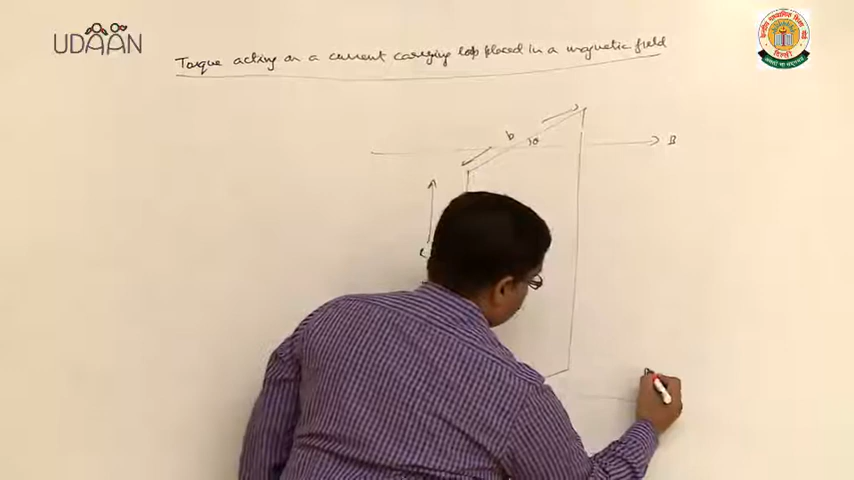 UDAAN
Torque acting on a current carrying loop placed in a magnetic field
b
θ
B